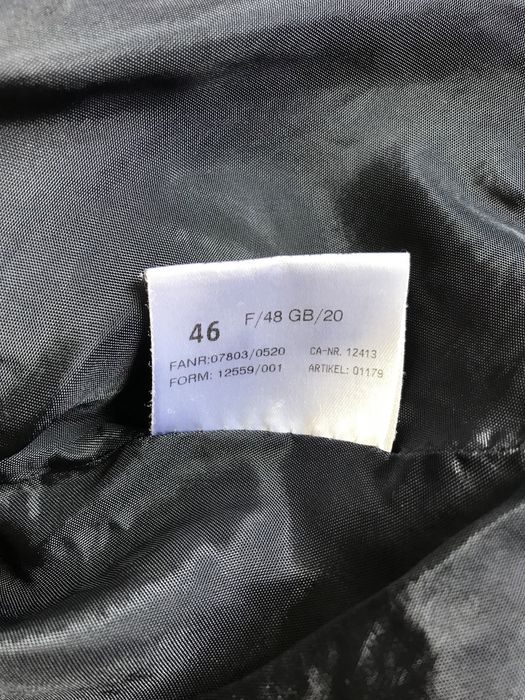 46 F/48 GB/20
FANR:07803/0520 CA-NR. 12413
FORM: 12559/001 ARTIKEL: 01179